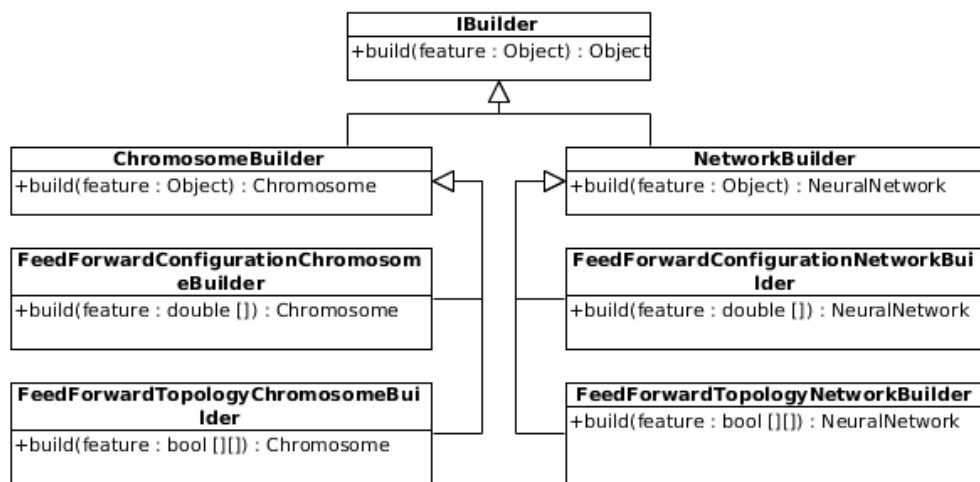 IBuilder
+build(feature : Object) : Object
ChromosomeBuilder
+build(feature : Object) : Chromosome
NetworkBuilder
+build(feature : Object) : NeuralNetwork
FeedForwardConfigurationChromosom
eBuilder
+build(feature : double []) : Chromosome
FeedForwardConfigurationNetworkBui
lder
+build(feature : double []) : NeuralNetwork
FeedForwardTopologyChromosomeBui
lder
+build(feature : bool [][]) : Chromosome
FeedForwardTopologyNetworkBuilder
+build(feature : bool [][]) : NeuralNetwork